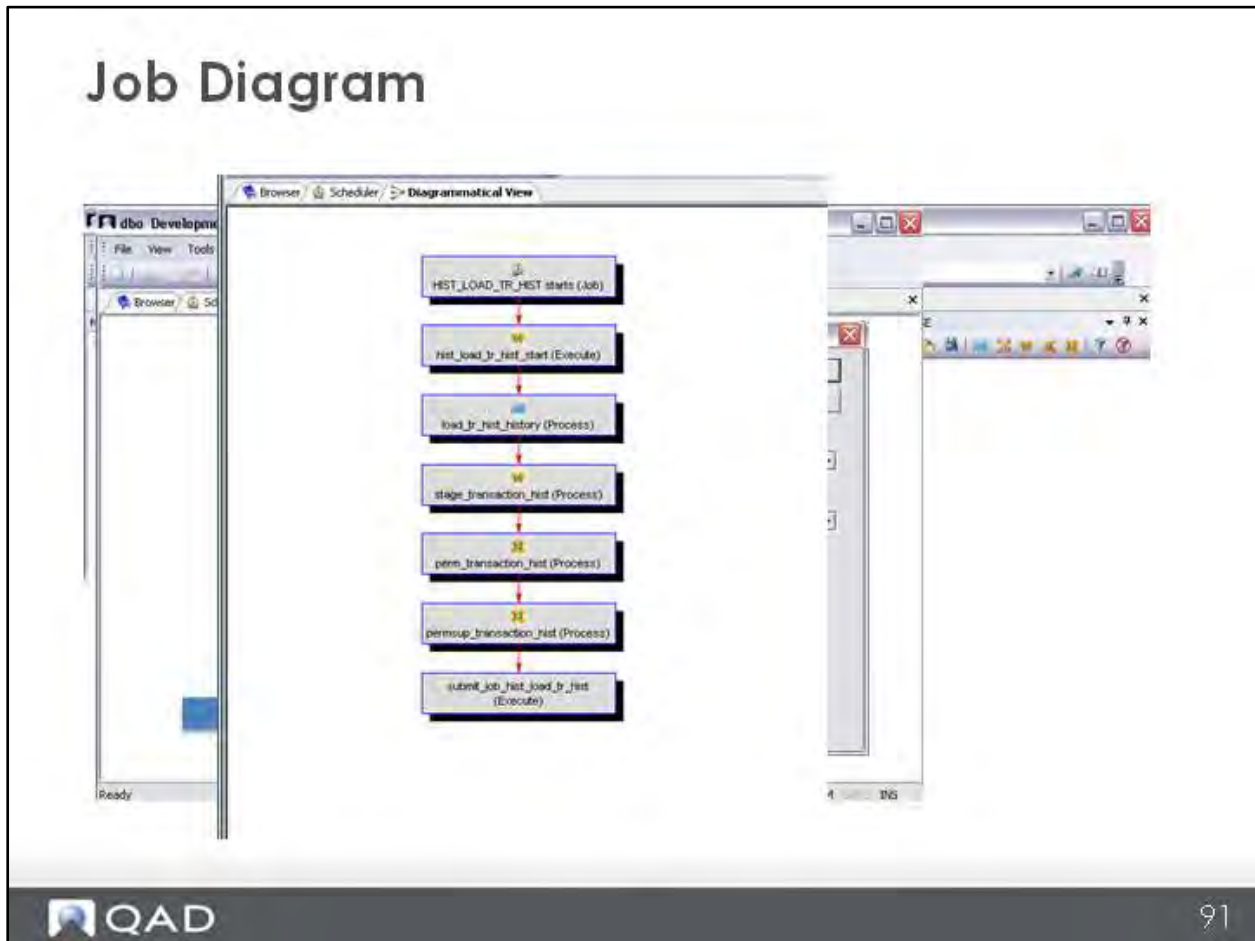 Job Diagram
Browser Scheduler Diagrammatical View
dbo Developme
File View Tools
Browser Sc
HIST_LOAD_TR_HIST starts (Job)
hist_load_tr_hist_start (Execute)
load_tr_hist_history (Process)
stage_transaction_hist (Process)
perm_transaction_hist (Process)
permsup_transaction_hist (Process)
submit_job_hist_load_tr_hist
(Execute)
Ready
INS
QAD
91